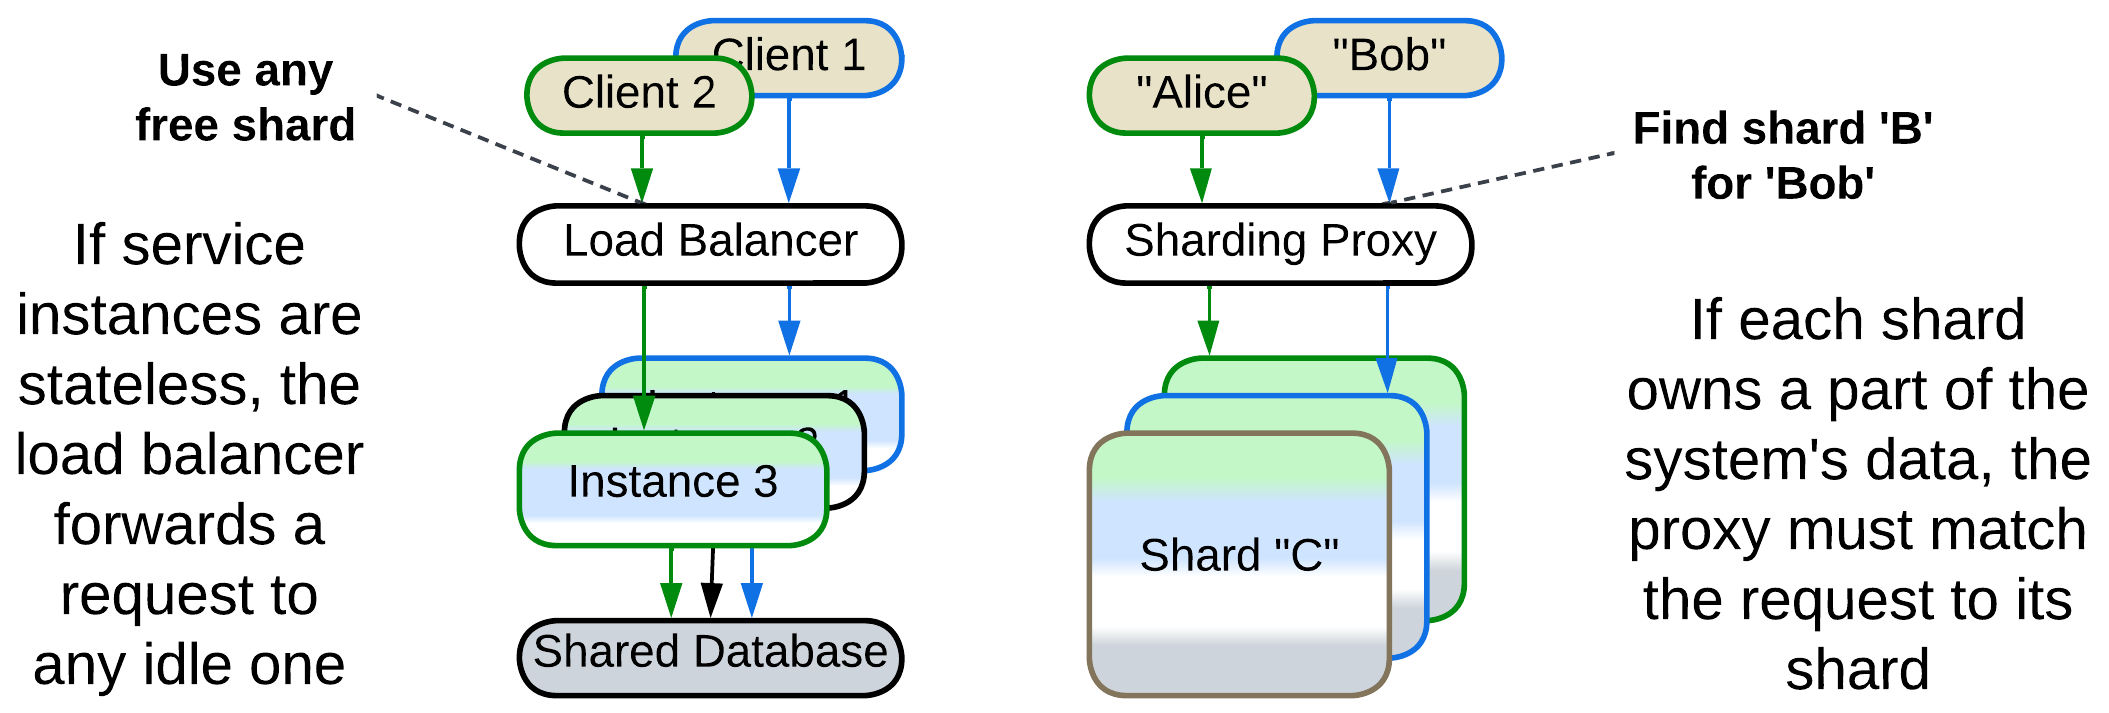 Use any
free shard
If service
instances are
stateless, the
load balancer
forwards a
request to
any idle one
Client 1
Client 2
Load Balancer
Instance 3
Shared Database
"Bob"
"Alice"
Sharding Proxy
Shard "C"
Find shard 'B'
for 'Bob'
If each shard
owns a part of the
system's data, the
proxy must match
the request to its
shard